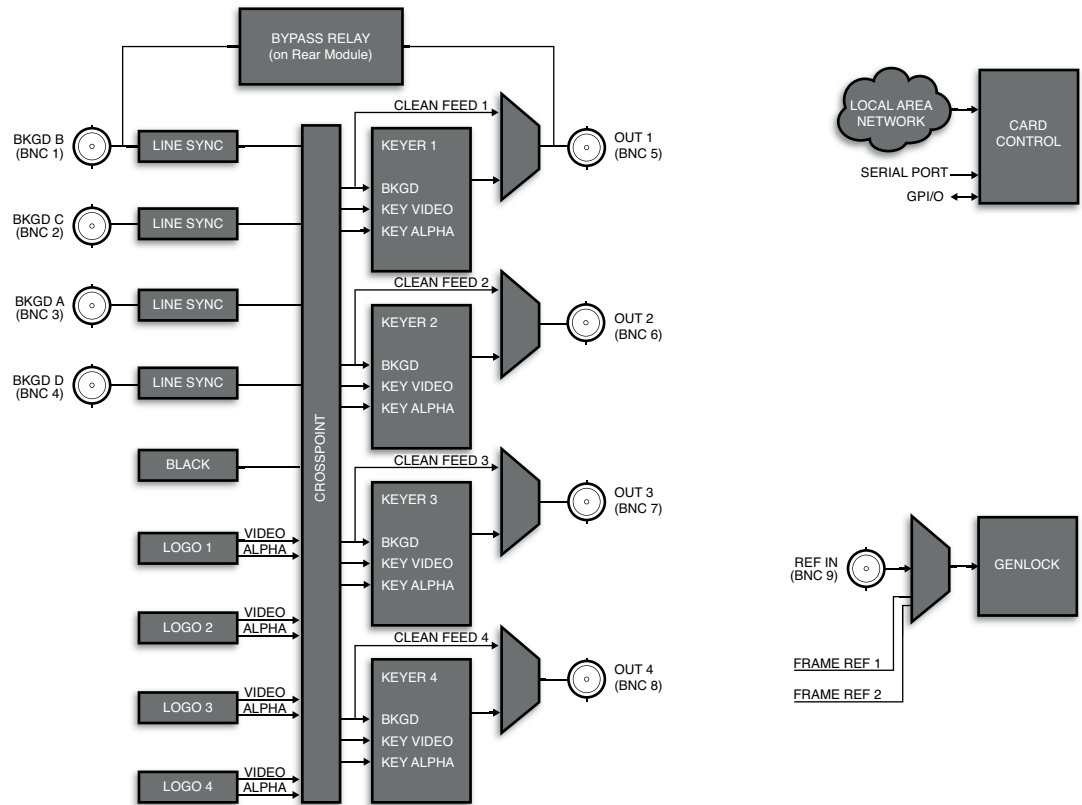 BYPASS RELAY
(on Rear Module)
BKGD B
(BNC 1)
LINE SYNC
BKGD C
(BNC 2)
LINE SYNC
BKGD A
(BNC 3)
LINE SYNC
BKGD D
(BNC 4)
LINE SYNC
BLACK
LOGO 1
VIDEO
ALPHA
LOGO 2
VIDEO
ALPHA
LOGO 3
VIDEO
ALPHA
LOGO 4
VIDEO
ALPHA
CROSSPOINT
CLEAN FEED 1
KEYER 1
BKGD
KEY VIDEO
KEY ALPHA
OUT 1
(BNC 5)
CLEAN FEED 2
KEYER 2
BKGD
KEY VIDEO
KEY ALPHA
OUT 2
(BNC 6)
CLEAN FEED 3
KEYER 3
BKGD
KEY VIDEO
KEY ALPHA
OUT 3
(BNC 7)
CLEAN FEED 4
KEYER 4
BKGD
KEY VIDEO
KEY ALPHA
OUT 4
(BNC 8)
LOCAL AREA
NETWORK
CARD
CONTROL
SERIAL PORT
GPI/O
REF IN
(BNC 9)
GENLOCK
FRAME REF 1
FRAME REF 2